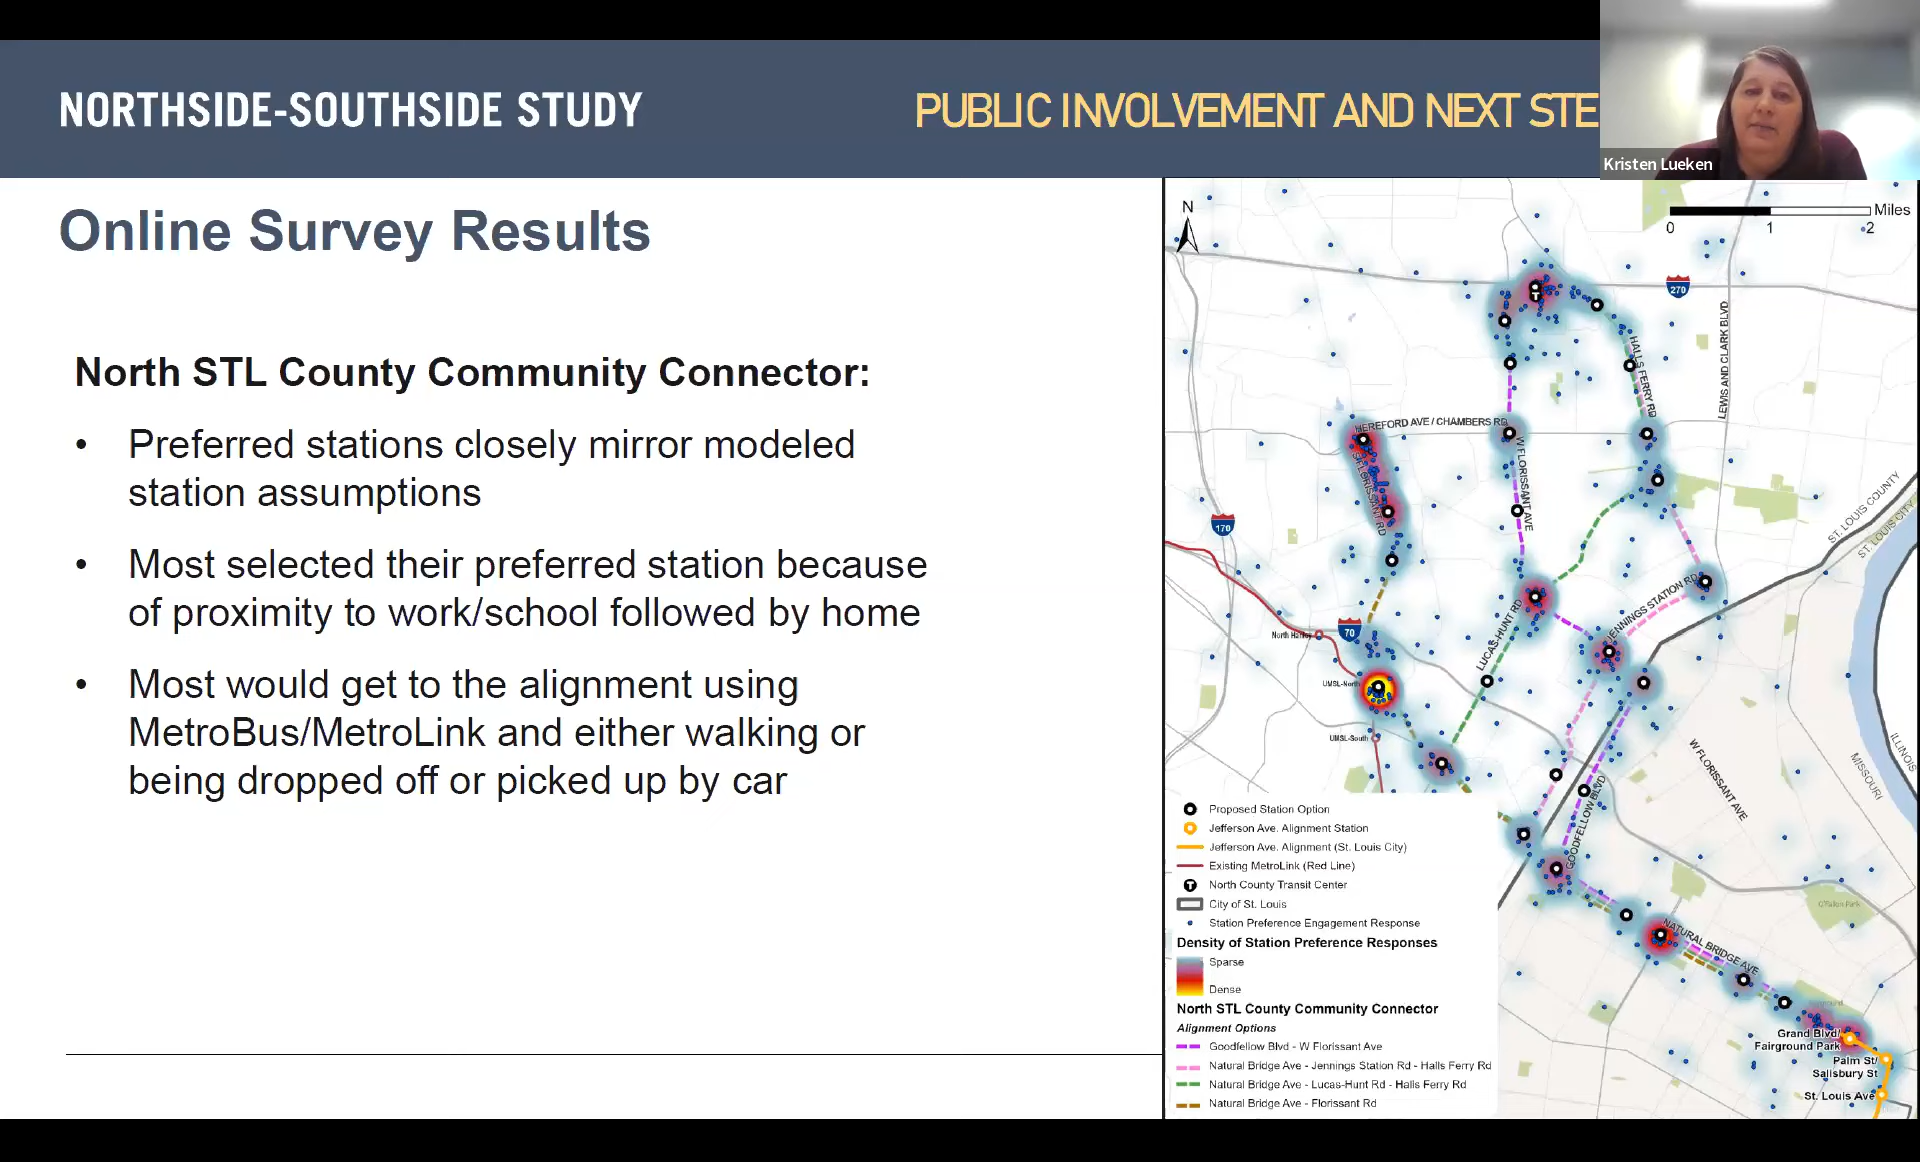 NORTHSIDE-SOUTHSIDE STUDY
PUBLIC INVOLVEMENT AND NEXT STE
Kristen Lueken
Online Survey Results
North STL County Community Connector:
• Preferred stations closely mirror modeled
station assumptions
• Most selected their preferred station because
of proximity to work/school followed by home
• Most would get to the alignment using
MetroBus/MetroLink and either walking or
being dropped off or picked up by car
N
Miles
0 1 2
270
LEWIS AND CLARK BLVD
HALLS FERRY RD
HEREFORD AVE / CHAMBERS RD
W FLORISSANT AVE
S FLORISSANT RD
170
ST. LOUIS COUNTY
ST. LOUIS CITY
JENNINGS STATION RD
LUCAS-HUNT RD
70
North Hanley
UMSL-North
UMSL-South
W FLORISSANT AVE
ILLINOIS
MISSOURI
GOODFELLOW BLVD
O'Fallon Park
NATURAL BRIDGE AVE
Grand Blvd/
Fairground Park
Palm St/
Salisbury St
St. Louis Ave
Proposed Station Option
Jefferson Ave. Alignment Station
Jefferson Ave. Alignment (St. Louis City)
Existing MetroLink (Red Line)
T North County Transit Center
City of St. Louis
Station Preference Engagement Response
Density of Station Preference Responses
Sparse
Dense
North STL County Community Connector
Alignment Options
Goodfellow Blvd - W Florissant Ave
Natural Bridge Ave - Jennings Station Rd - Halls Ferry Rd
Natural Bridge Ave - Lucas-Hunt Rd - Halls Ferry Rd
Natural Bridge Ave - Florissant Rd